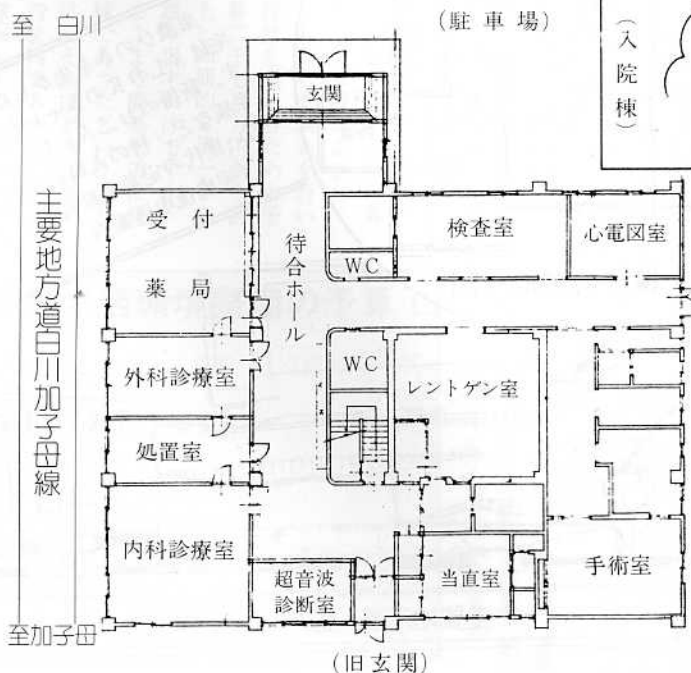 至 白川
(駐車場)
(入院棟)
玄関
主要地方道白川加子母線
受付
薬局
待合ホール
WC
検査室
心電図室
外科診療室
WC
レントゲン室
処置室
内科診療室
超音波
診断室
当直室
手術室
至加子母
(旧玄関)